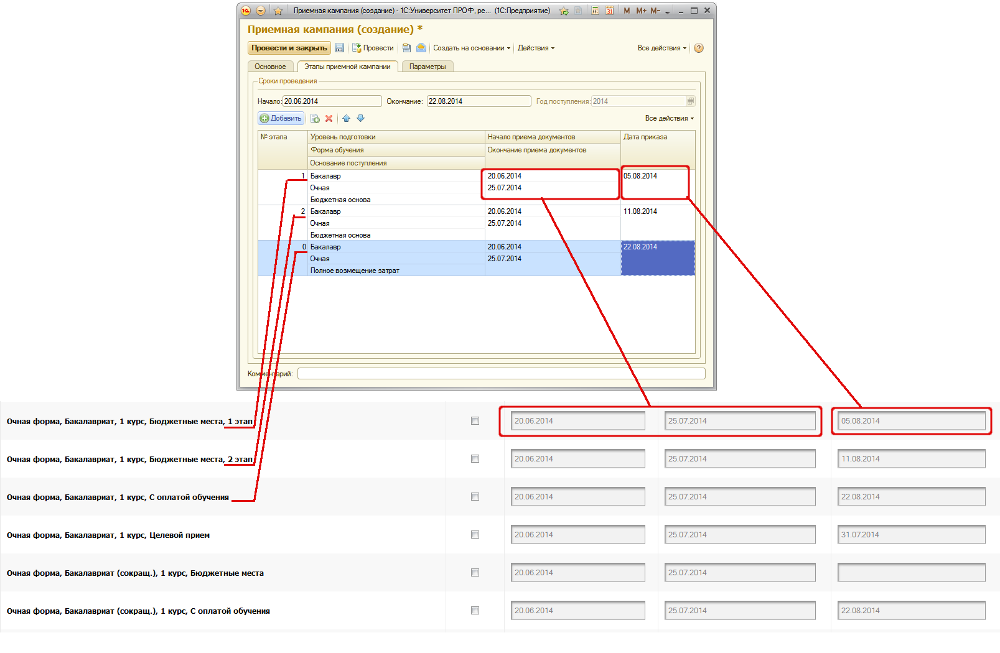 Приемная кампания (создание) - 1С:Университет ПРОФ, ре... (1С:Предприятие)
31 M M+ M-
Приемная кампания (создание) *
Провести и закрыть Провести Создать на основании Действия Все действия ?
Основное Этапы приемной кампании Параметры
Сроки проведения
Начало: 20.06.2014 Окончание: 22.08.2014 Год поступления: 2014
Добавить Все действия
№ этапа Уровень подготовки Начало приема документов Дата приказа
Форма обучения Окончание приема документов
Основание поступления
1 Бакалавр 20.06.2014 05.08.2014
Очная 25.07.2014
Бюджетная основа
2 Бакалавр 20.06.2014 11.08.2014
Очная 25.07.2014
Бюджетная основа
0 Бакалавр 20.06.2014 22.08.2014
Очная 25.07.2014
Полное возмещение затрат
Комментарий:
Очная форма, Бакалавриат, 1 курс, Бюджетные места, 1 этап 20.06.2014 25.07.2014 05.08.2014
Очная форма, Бакалавриат, 1 курс, Бюджетные места, 2 этап 20.06.2014 25.07.2014 11.08.2014
Очная форма, Бакалавриат, 1 курс, С оплатой обучения 20.06.2014 25.07.2014 22.08.2014
Очная форма, Бакалавриат, 1 курс, Целевой прием 20.06.2014 25.07.2014 31.07.2014
Очная форма, Бакалавриат (сокращ.), 1 курс, Бюджетные места 20.06.2014 25.07.2014
Очная форма, Бакалавриат (сокращ.), 1 курс, С оплатой обучения 20.06.2014 25.07.2014 22.08.2014